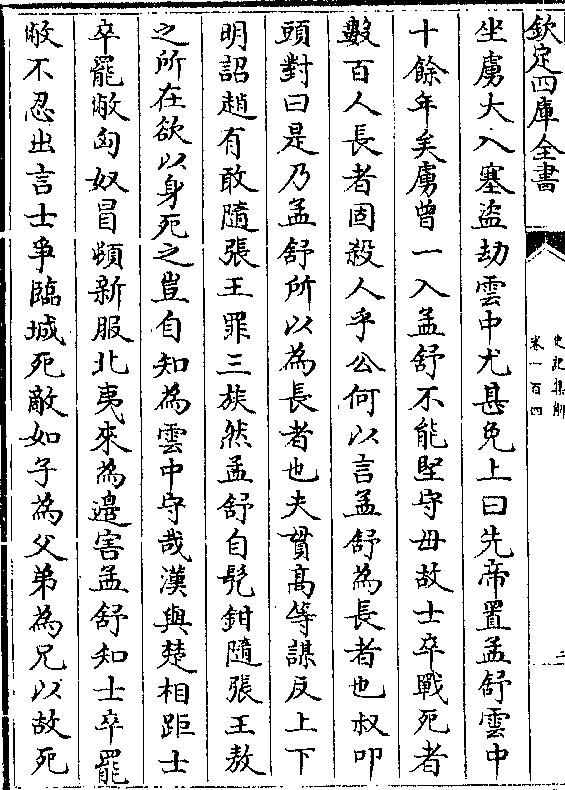 欽定四庫全書
史記集解
卷一百四
二
坐虜大入塞盜劫雲中尤甚免上曰先帝置孟舒雲中
十餘年矣虜曾一入孟舒不能堅守毋故士卒戰死者
數百人長者固殺人乎公何以言孟舒為長者也叔叩
頭對曰是乃孟舒所以為長者也夫貫髙等謀反上下
明詔趙有敢隨張王罪三族然孟舒自髠鉗隨張王敖
之所在欲以身死之豈自知為雲中守哉漢與楚相距士
卒罷敝匈奴冒頓新服北夷來為邊害孟舒知士卒罷
敝不忍出言士爭臨城死敵如子為父弟為兄以故死